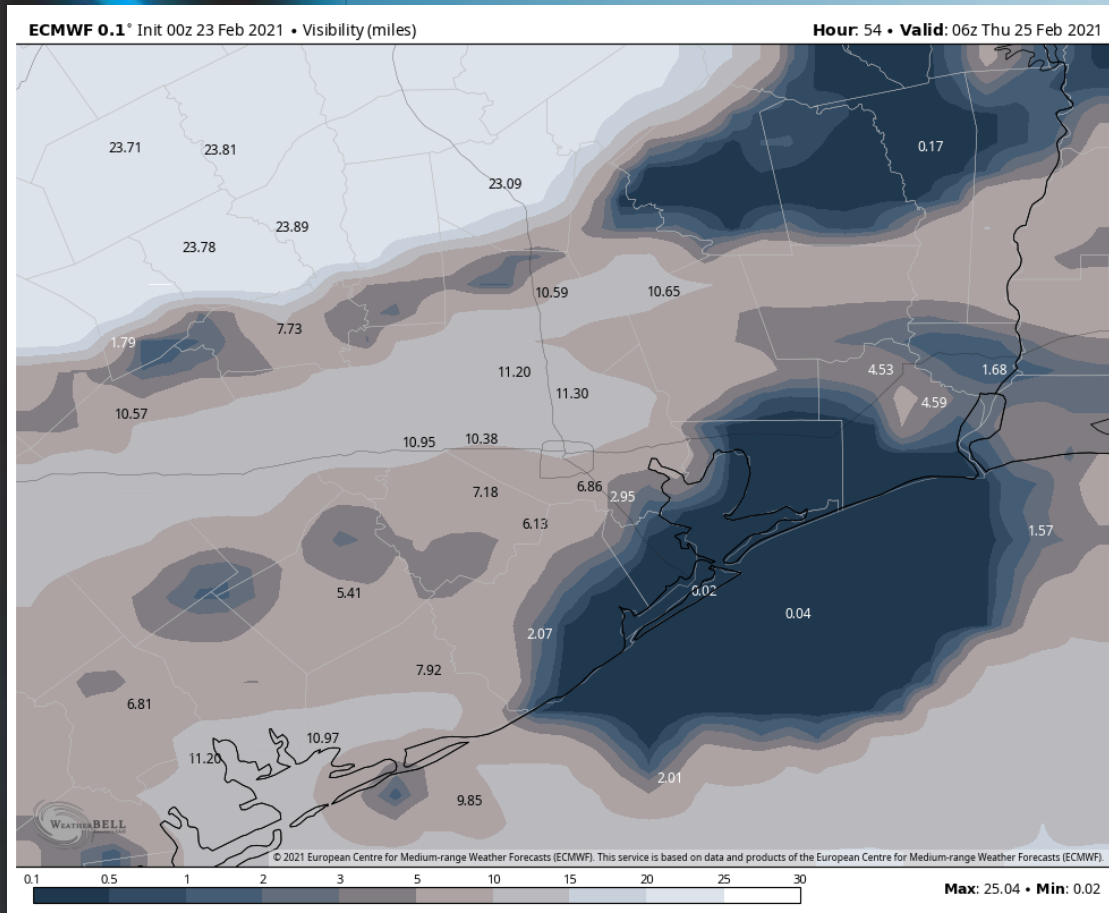 ECMWF 0.1° Init 00z 23 Feb 2021 • Visibility (miles) Hour: 54 • Valid: 06z Thu 25 Feb 2021
23.71 23.81 0.17
23.09
23.89
23.78
10.59 10.65
7.73
1.79
11.20 4.53 1.68
11.30 4.59
10.57
10.95 10.38
7.18 6.86 2.95
6.13 1.57
5.41 0.02
0.04
2.07
7.92
6.81
10.97
11.20
2.01
9.85
WEATHERBELL
© 2021 European Centre for Medium-range Weather Forecasts (ECMWF). This service is based on data and products of the European Centre for Medium-range Weather Forecasts (ECMWF).
0.1 0.5 1 2 3 5 10 15 20 25 30
Max: 25.04 • Min: 0.02